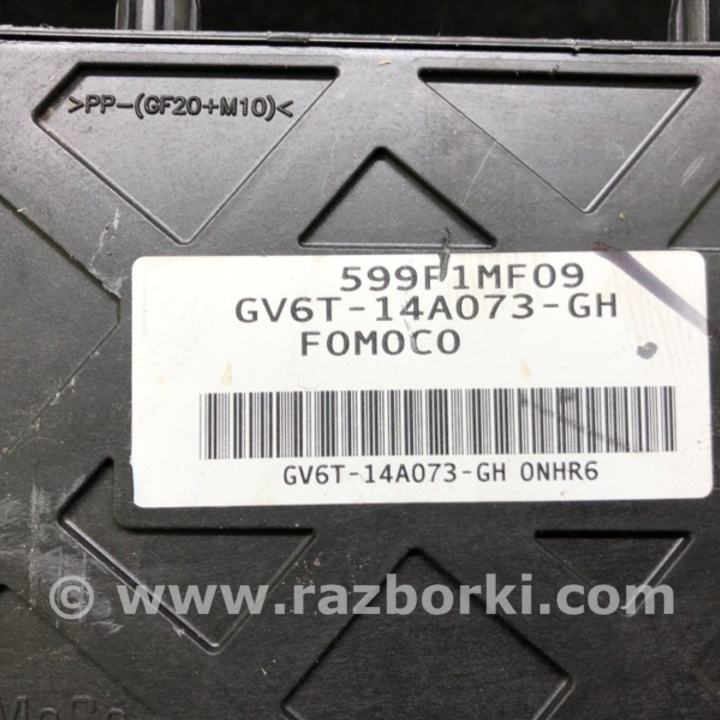 >PP-(GF20+M10)<
599F1MF09
GV6T-14A073-GH
FOMOCO
GV6T-14A073-GH 0NHR6
© www.razborki.com